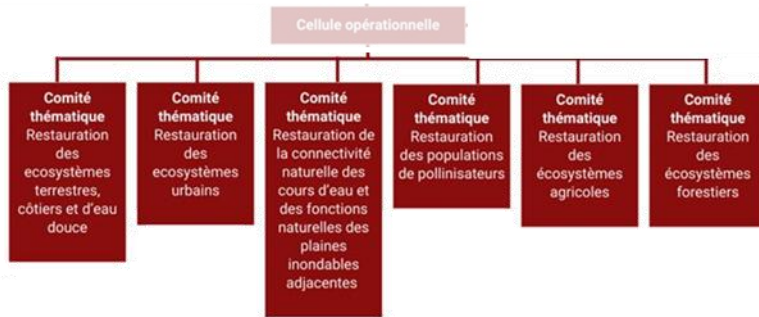 Cellule opérationnelle
Comité
thématique
Restauration
des
ecosystèmes
terrestres,
côtiers et d'eau
douce
Comité
thématique
Restauration
des
ecosystèmes
urbains
Comité
thématique
Restauration de
la connectivité
naturelle des
cours d'eau et
des fonctions
naturelles des
plaines
inondables
adjacentes
Comité
thématique
Restauration
des populations
de pollinisateurs
Comité
thématique
Restauration
des
écosystèmes
agricoles
Comité
thématique
Restauration
des
écosystèmes
forestiers